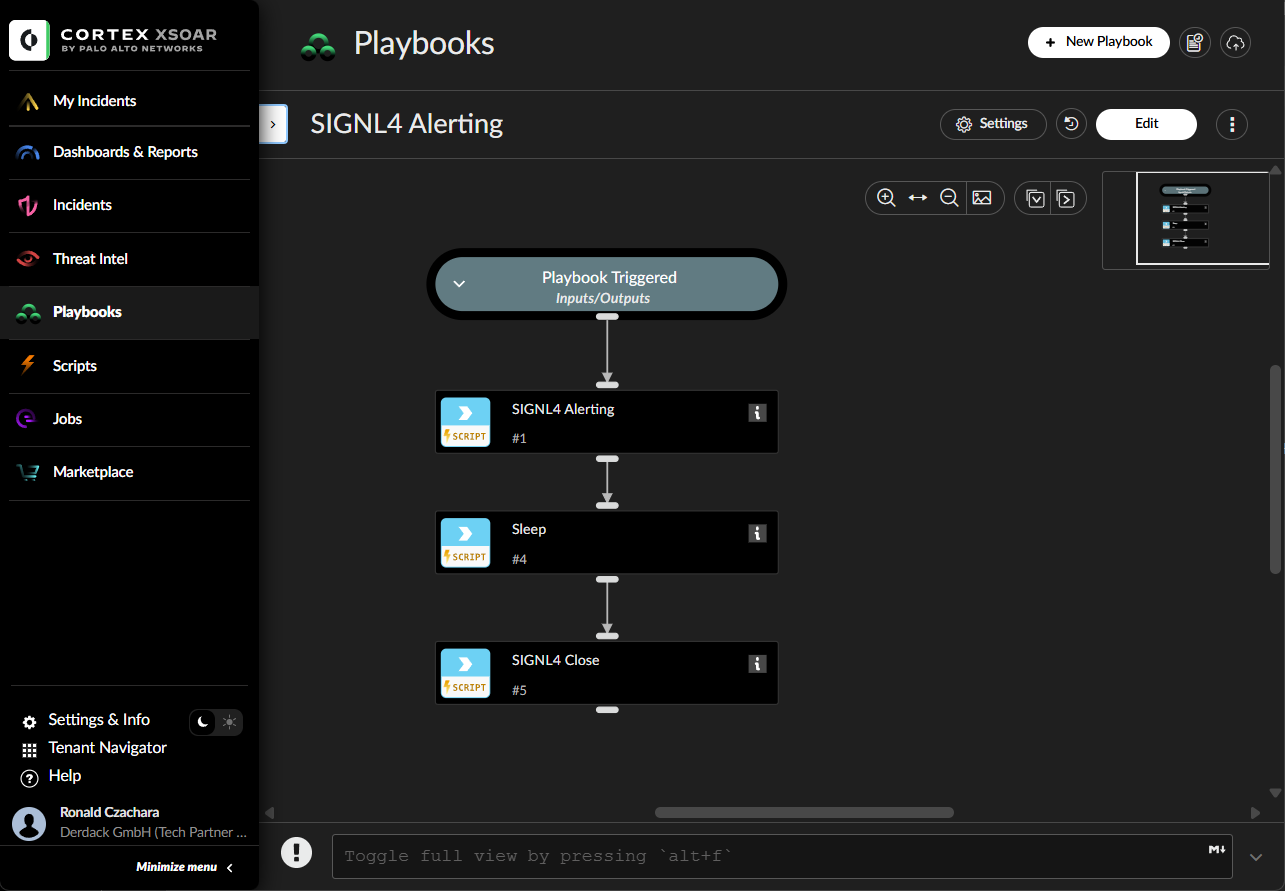 CORTEX XSOAR
BY PALO ALTO NETWORKS
My Incidents
Dashboards & Reports
Incidents
Threat Intel
Playbooks
Scripts
Jobs
Marketplace
Settings & Info
Tenant Navigator
Help
Ronald Czachara
Derdack GmbH (Tech Partner ...
Minimize menu
Playbooks
+ New Playbook
SIGNL4 Alerting
Settings
Edit
Playbook Triggered
Inputs/Outputs
SIGNL4 Alerting
SCRIPT
#1
Sleep
SCRIPT
#4
SIGNL4 Close
SCRIPT
#5
Toggle full view by pressing `alt+f`
M